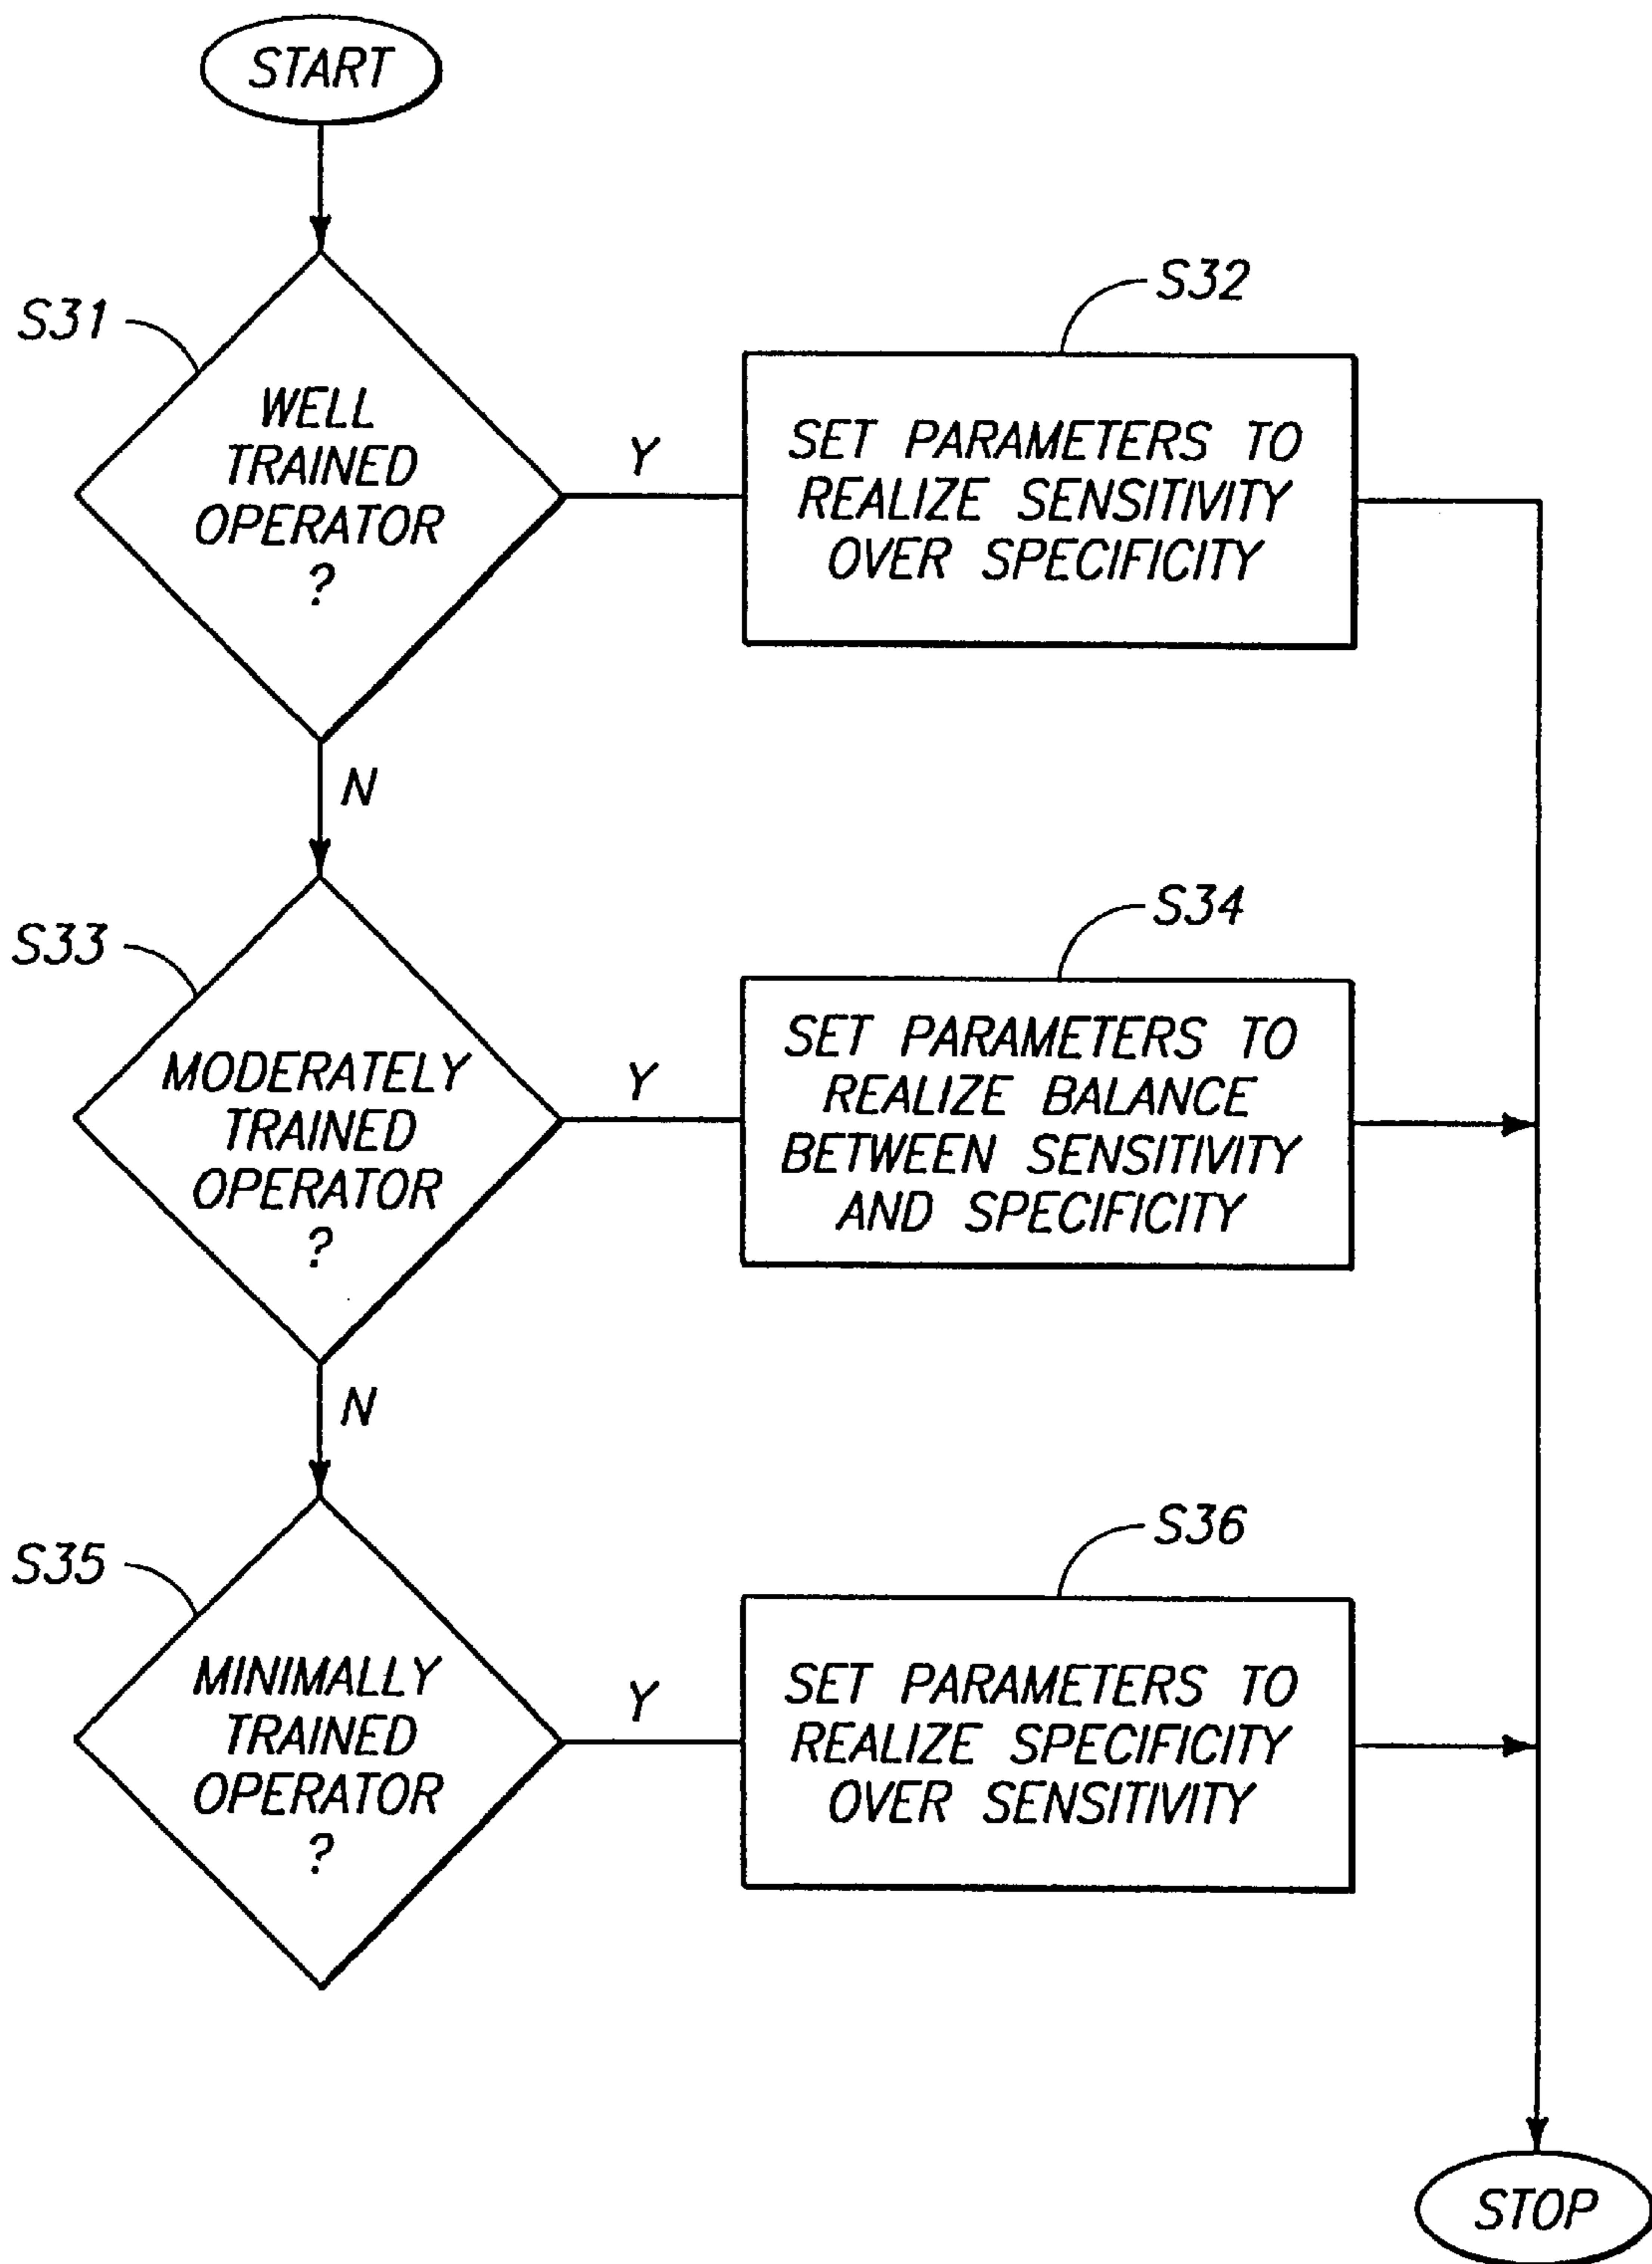 START
S31
WELL
TRAINED
OPERATOR
?
Y
S32
SET PARAMETERS TO
REALIZE SENSITIVITY
OVER SPECIFICITY
N
S33
MODERATELY
TRAINED
OPERATOR
?
Y
S34
SET PARAMETERS TO
REALIZE BALANCE
BETWEEN SENSITIVITY
AND SPECIFICITY
N
S35
MINIMALLY
TRAINED
OPERATOR
?
Y
S36
SET PARAMETERS TO
REALIZE SPECIFICITY
OVER SENSITIVITY
STOP